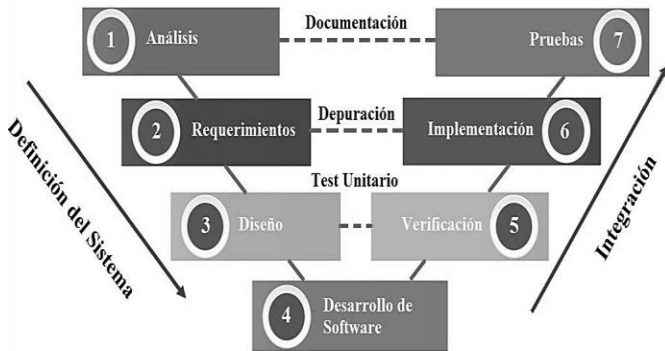 Documentación
1 Análisis
Pruebas 7
Depuración
2 Requerimientos
Implementación 6
Test Unitario
3 Diseño
Verificación 5
4 Desarrollo de
Software
Definición del Sistema
Integración